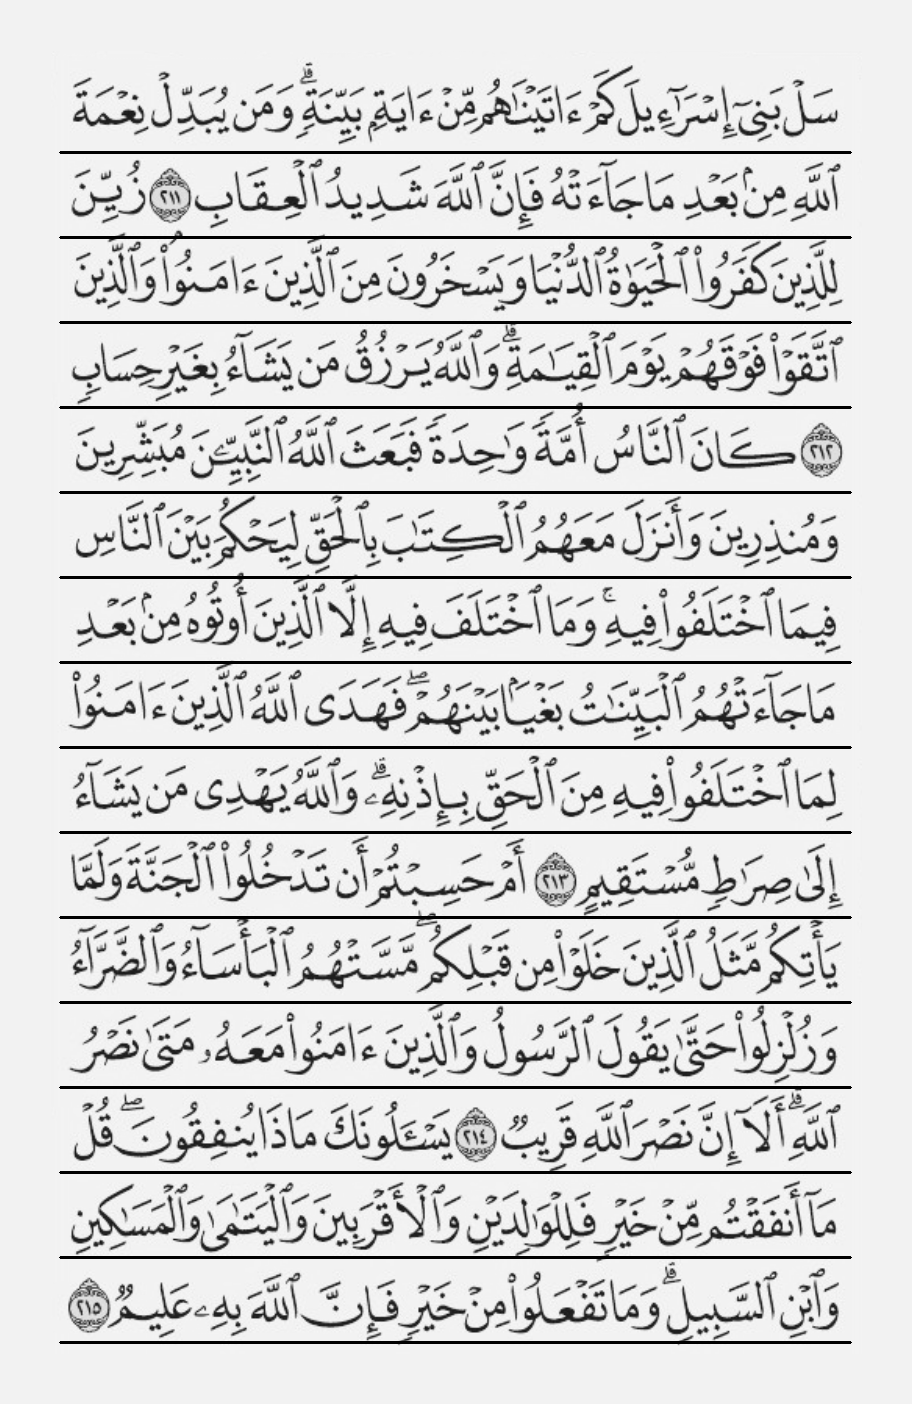 سَلْ بَنِىٓ إِسْرَٰٓءِيلَ كَمْ ءَاتَيْنَٰهُم مِّنْ ءَايَةٍۭ بَيِّنَةٍۗ وَمَن يُبَدِّلْ نِعْمَةَ
ٱللَّهِ مِنۢ بَعْدِ مَا جَآءَتْهُ فَإِنَّ ٱللَّهَ شَدِيدُ ٱلْعِقَابِ ٢١١ زُيِّنَ
لِلَّذِينَ كَفَرُوا۟ ٱلْحَيَوٰةُ ٱلدُّنْيَا وَيَسْخَرُونَ مِنَ ٱلَّذِينَ ءَامَنُوا۟ۘ وَٱلَّذِينَ
ٱتَّقَوْا۟ فَوْقَهُمْ يَوْمَ ٱلْقِيَٰمَةِۗ وَٱللَّهُ يَرْزُقُ مَن يَشَآءُ بِغَيْرِ حِسَابٍ
٢١٢ كَانَ ٱلنَّاسُ أُمَّةً وَٰحِدَةً فَبَعَثَ ٱللَّهُ ٱلنَّبِيِّۦنَ مُبَشِّرِينَ
وَمُنذِرِينَ وَأَنزَلَ مَعَهُمُ ٱلْكِتَٰبَ بِٱلْحَقِّ لِيَحْكُمَ بَيْنَ ٱلنَّاسِ
فِيمَا ٱخْتَلَفُوا۟ فِيهِۚ وَمَا ٱخْتَلَفَ فِيهِ إِلَّا ٱلَّذِينَ أُوتُوهُ مِنۢ بَعْدِ
مَا جَآءَتْهُمُ ٱلْبَيِّنَٰتُ بَغْيًۢا بَيْنَهُمْۖ فَهَدَى ٱللَّهُ ٱلَّذِينَ ءَامَنُوا۟
لِمَا ٱخْتَلَفُوا۟ فِيهِ مِنَ ٱلْحَقِّ بِإِذْنِهِۦۗ وَٱللَّهُ يَهْدِى مَن يَشَآءُ
إِلَىٰ صِرَٰطٍ مُّسْتَقِيمٍ ٢١٣ أَمْ حَسِبْتُمْ أَن تَدْخُلُوا۟ ٱلْجَنَّةَ وَلَمَّا
يَأْتِكُم مَّثَلُ ٱلَّذِينَ خَلَوْا۟ مِن قَبْلِكُمۖ مَّسَّتْهُمُ ٱلْبَأْسَآءُ وَٱلضَّرَّآءُ
وَزُلْزِلُوا۟ حَتَّىٰ يَقُولَ ٱلرَّسُولُ وَٱلَّذِينَ ءَامَنُوا۟ مَعَهُۥ مَتَىٰ نَصْرُ
ٱللَّهِۗ أَلَآ إِنَّ نَصْرَ ٱللَّهِ قَرِيبٌ ٢١٤ يَسْـَٔلُونَكَ مَاذَا يُنفِقُونَۖ قُلْ
مَآ أَنفَقْتُم مِّنْ خَيْرٍ فَلِلْوَٰلِدَيْنِ وَٱلْأَقْرَبِينَ وَٱلْيَتَٰمَىٰ وَٱلْمَسَٰكِينِ
وَٱبْنِ ٱلسَّبِيلِۗ وَمَا تَفْعَلُوا۟ مِنْ خَيْرٍ فَإِنَّ ٱللَّهَ بِهِۦ عَلِيمٌ ٢١٥